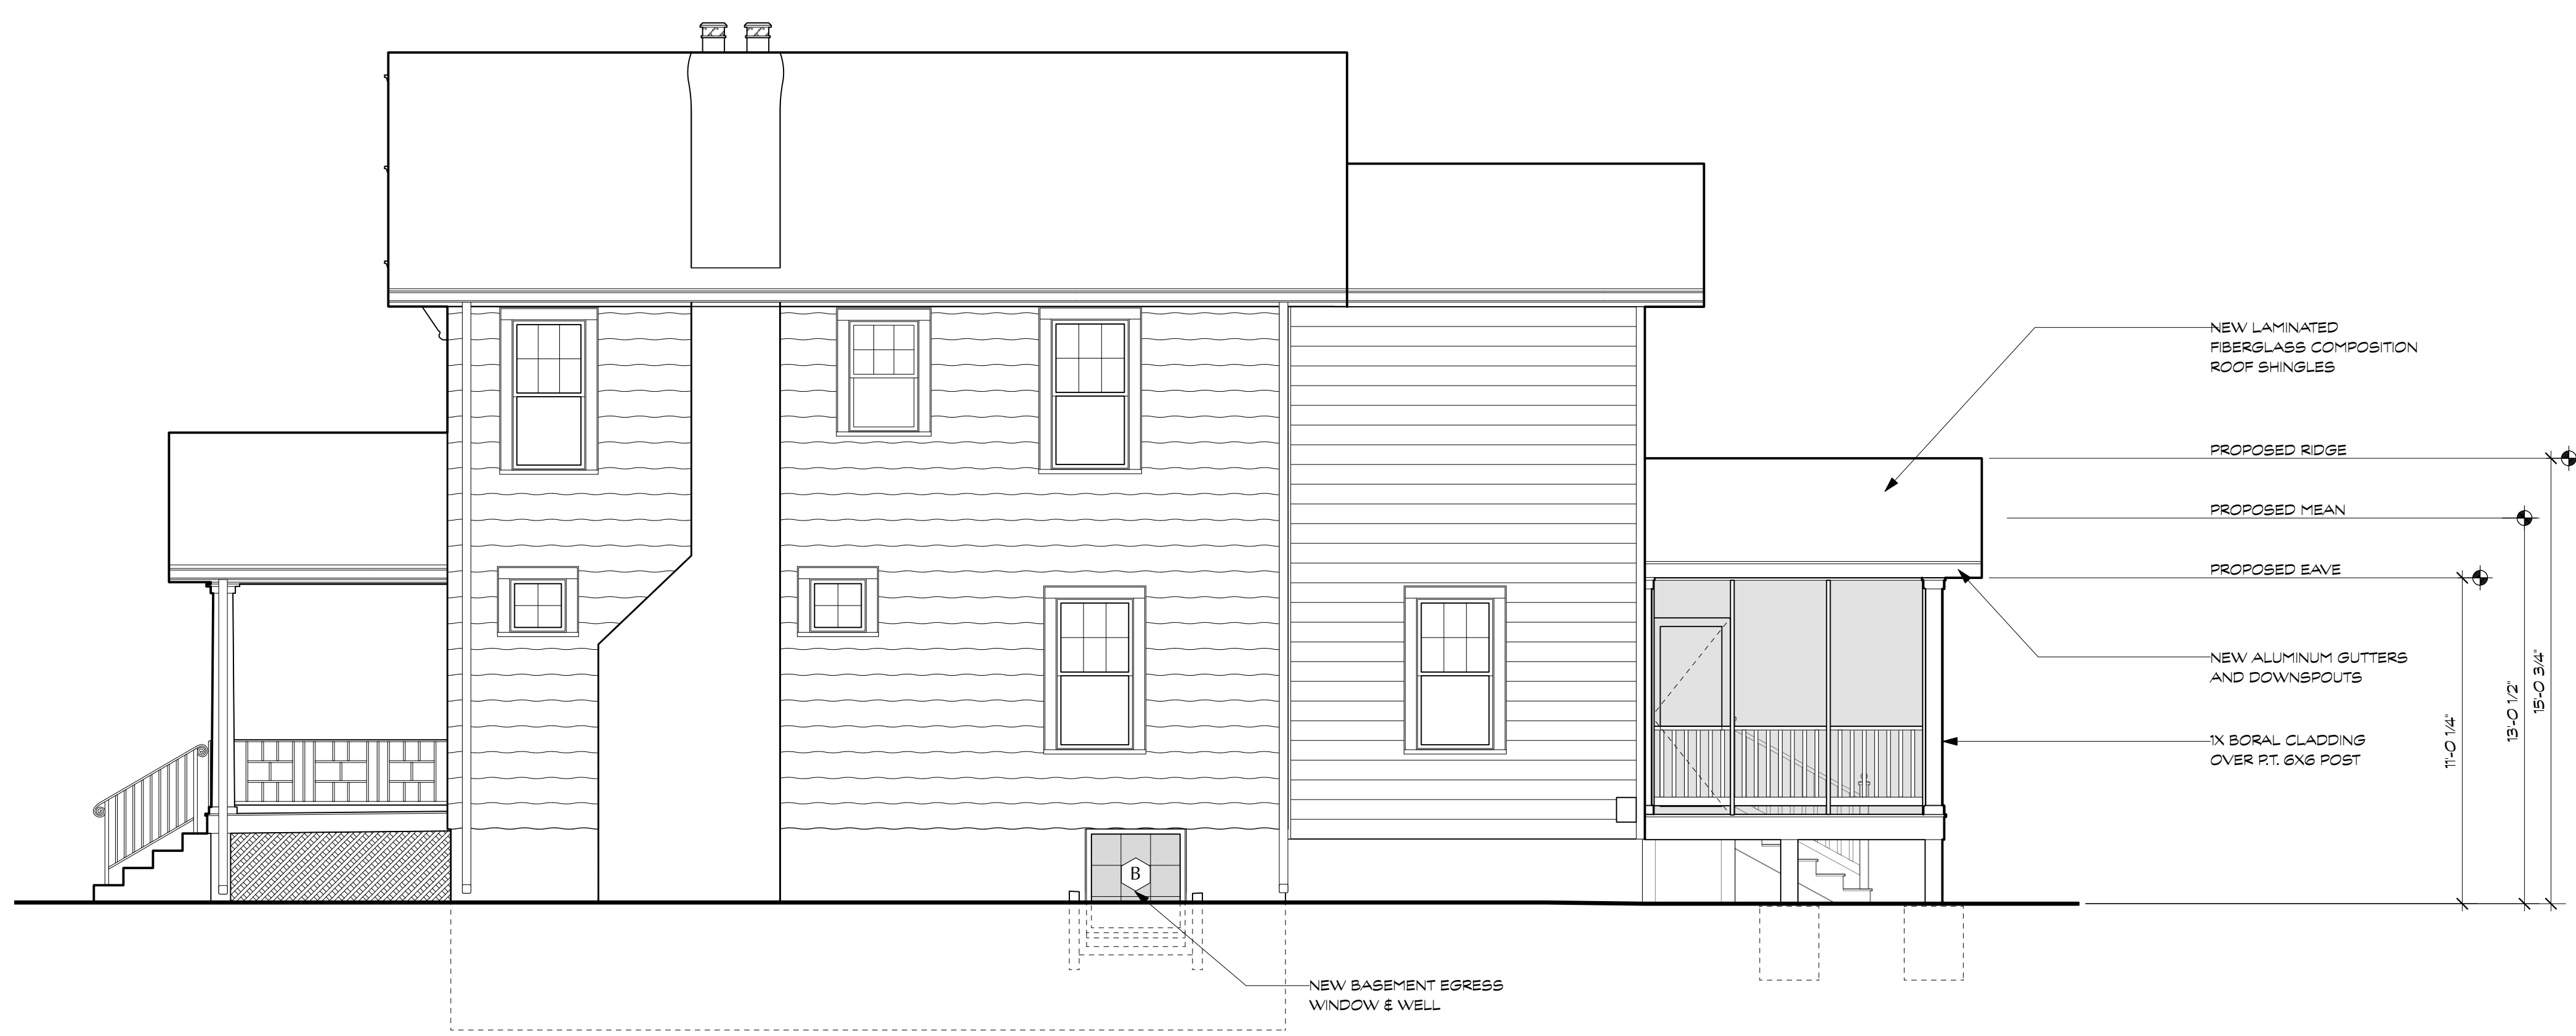 NEW LAMINATED
FIBERGLASS COMPOSITION
ROOF SHINGLES
PROPOSED RIDGE
PROPOSED MEAN
PROPOSED EAVE
NEW ALUMINUM GUTTERS
AND DOWNSPOUTS
11'-0 1/4"
13'-0 1/2"
15'-0 3/4"
1X BORAL CLADDING
OVER P.T. 6X6 POST
B
NEW BASEMENT EGRESS
WINDOW & WELL